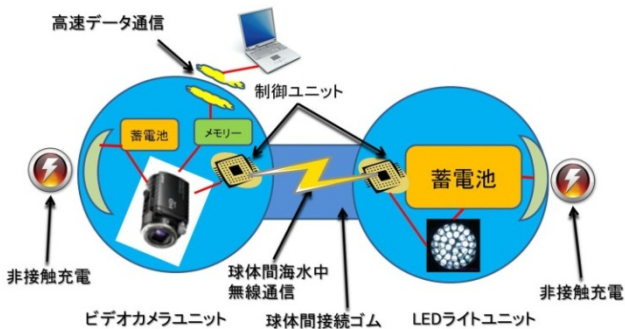 高速データ通信
制御ユニット
蓄電池
メモリー
蓄電池
非接触充電
球体間海水中
無線通信
非接触充電
ビデオカメラユニット
球体間接続ゴム
LEDライトユニット